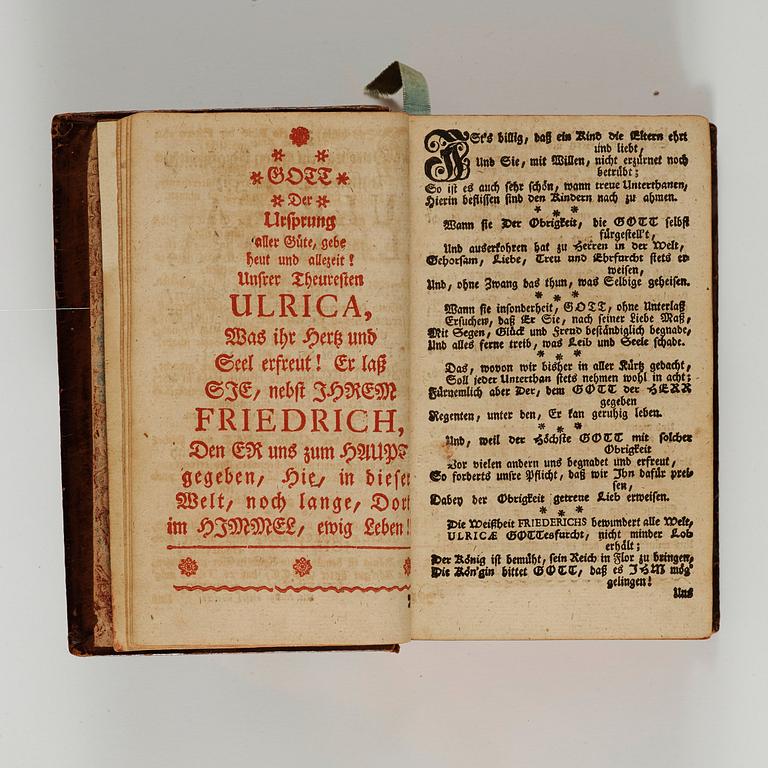 GOTT
Der
Ursprung
aller Güte, gebe
heut und allezeit!
Unsrer Theuresten
ULRICA,
Was ihr Hertz und
Seel erfreut! Er laß
SIE, nebst IHREM
FRIEDRICH,
Den ER uns zum HAUPT
gegeben, Hie, in dieser
Welt, noch lange, Dort
im HIMMEL, ewig Leben!
Ist's billig, daß ein Kind die Eltern ehrt
und liebt,
Und Sie, mit Willen, nicht erzürnet noch
betrübt;
So ist es auch sehr schön, wann treue Unterthanen,
Hierin beflissen sind den Kindern nach zu ahmen.
Wann sie Der Obrigkeit, die GOTT selbst
fürgestell't,
Und auserkohren hat zu Herren in der Welt,
Gehorsam, Liebe, Treu und Ehrfurcht stets er-
weisen,
Und, ohne Zwang das thun, was Selbige geheisen.
Wann sie insonderheit, GOTT, ohne Unterlaß
Ersuchen, daß Er Sie, nach seiner Liebe Maß,
Mit Segen, Glück und Freud beständiglich begnade,
Und alles ferne treib, was Leib und Seele schade.
Das, wovon wir bisher in aller Kürtz gedacht,
Soll jeder Unterthan stets nehmen wohl in acht;
Fürnemlich aber Der, dem GOTT der HERR
gegeben
Regenten, unter den, Er kan geruhig leben.
Und, weil der Höchste GOTT mit solcher
Obrigkeit
Vor vielen andern uns begnadet und erfreut,
So forderts unsre Pflicht, daß wir Ihn dafür prei-
sen,
Dabey der Obrigkeit getreue Lieb erweisen.
Die Weißheit FRIEDERICHS bewundert alle Welt,
ULRICÆ GOTTesfurcht, nicht minder Lob
erhält;
Der König ist bemüht, sein Reich in Flor zu bringen,
Die Kön'gin bittet GOTT, daß es IHM mög'
gelingen!
Uns